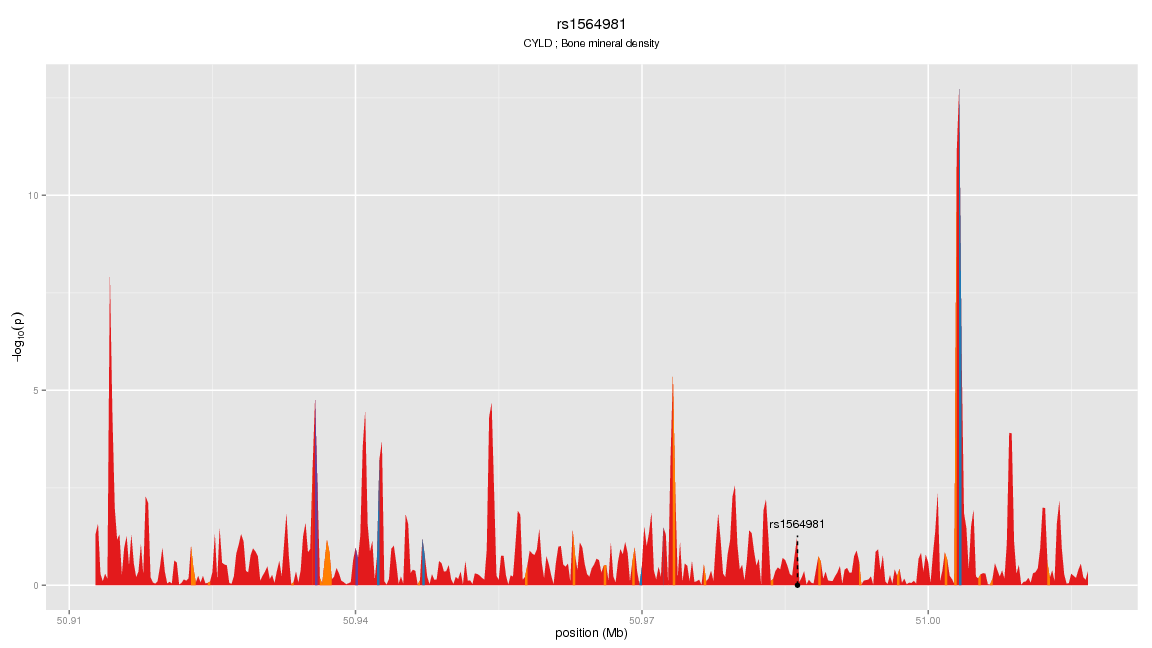 rs1564981
CYLD ; Bone mineral density
−log₁₀(p)
10
5
0
rs1564981
50.91
50.94
50.97
51.00
position (Mb)